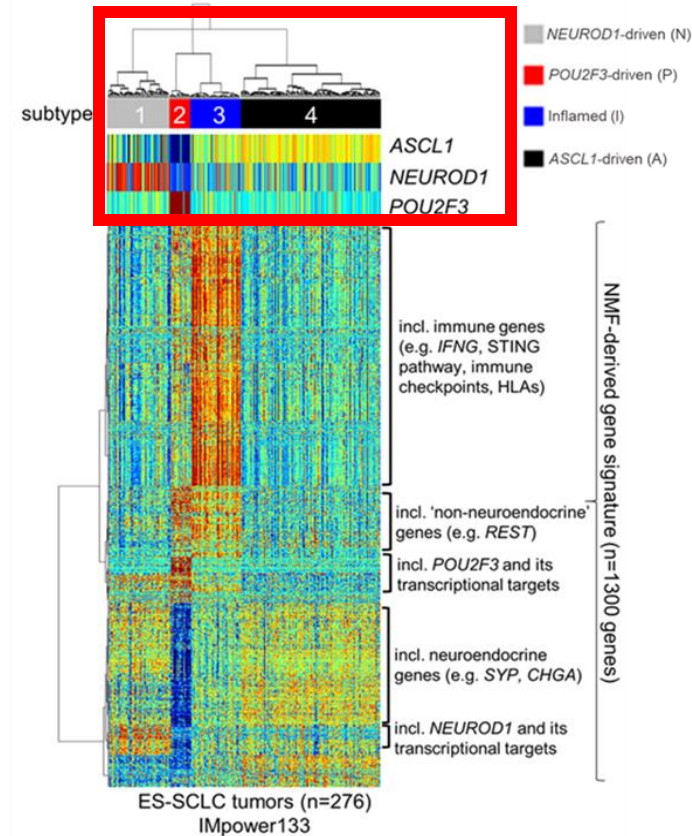 NEUROD1-driven (N)
POU2F3-driven (P)
Inflamed (I)
ASCL1-driven (A)
subtype
1 2 3 4
ASCL1
NEUROD1
POU2F3
incl. immune genes
(e.g. IFNG, STING
pathway, immune
checkpoints, HLAs)
incl. 'non-neuroendocrine'
genes (e.g. REST)
incl. POU2F3 and its
transcriptional targets
incl. neuroendocrine
genes (e.g. SYP, CHGA)
incl. NEUROD1 and its
transcriptional targets
NMF-derived gene signature (n=1300 genes)
ES-SCLC tumors (n=276)
IMpower133